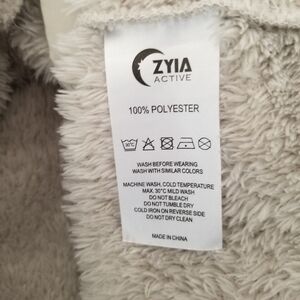 ZYIA
ACTIVE
100% POLYESTER
30°C
WASH BEFORE WEARING
WASH WITH SIMILAR COLORS
MACHINE WASH, COLD TEMPERATURE
MAX. 30°C MILD WASH
DO NOT BLEACH
DO NOT TUMBLE DRY
COLD IRON ON REVERSE SIDE
DO NOT DRY CLEAN
MADE IN CHINA